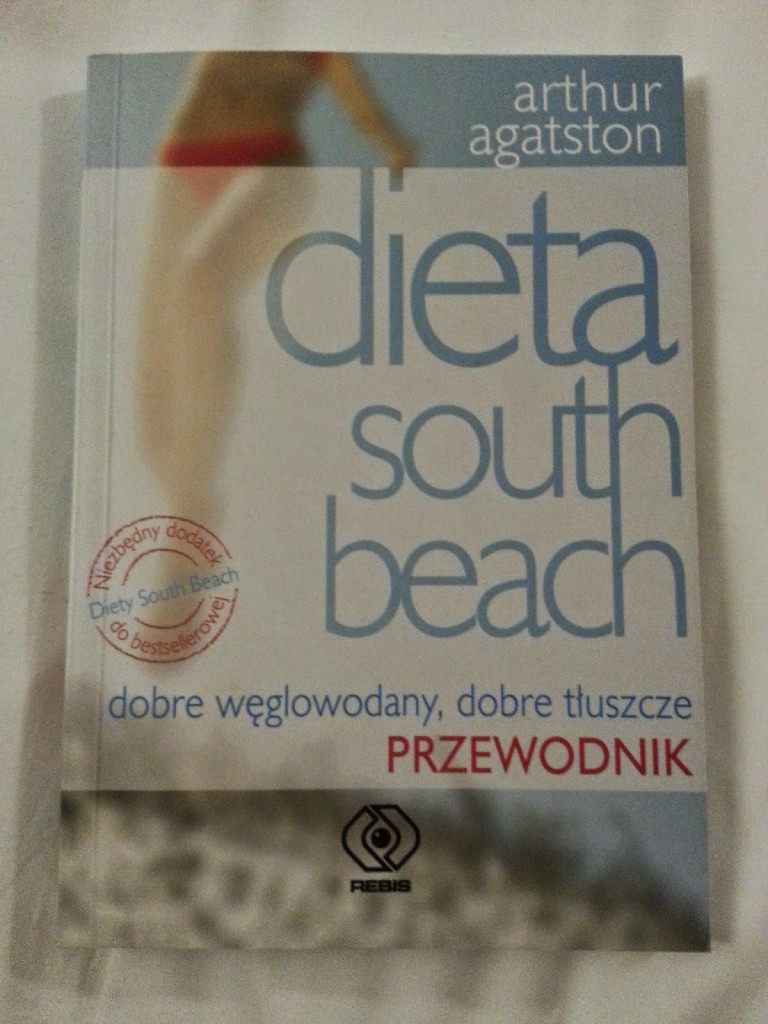 arthur
agatston
dieta
south
beach
Niezbędny dodatek
Diety South Beach
do bestsellerowej
dobre węglowodany, dobre tłuszcze
PRZEWODNIK
REBIS